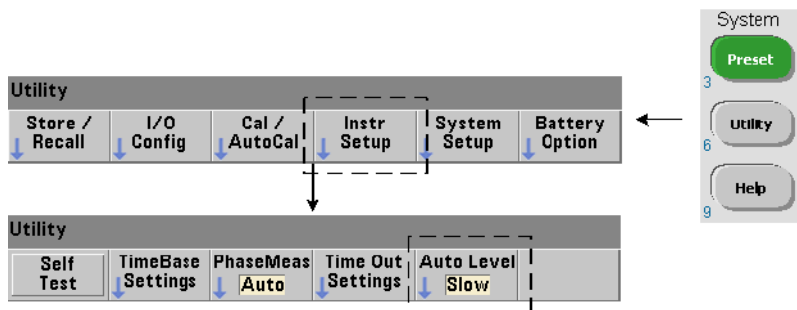 System
Preset
3
Utility
6
Help
9
Utility
Store / Recall
I/O Config
Cal / AutoCal
Instr Setup
System Setup
Battery Option
Utility
Self Test
TimeBase Settings
PhaseMeas Auto
Time Out Settings
Auto Level Slow